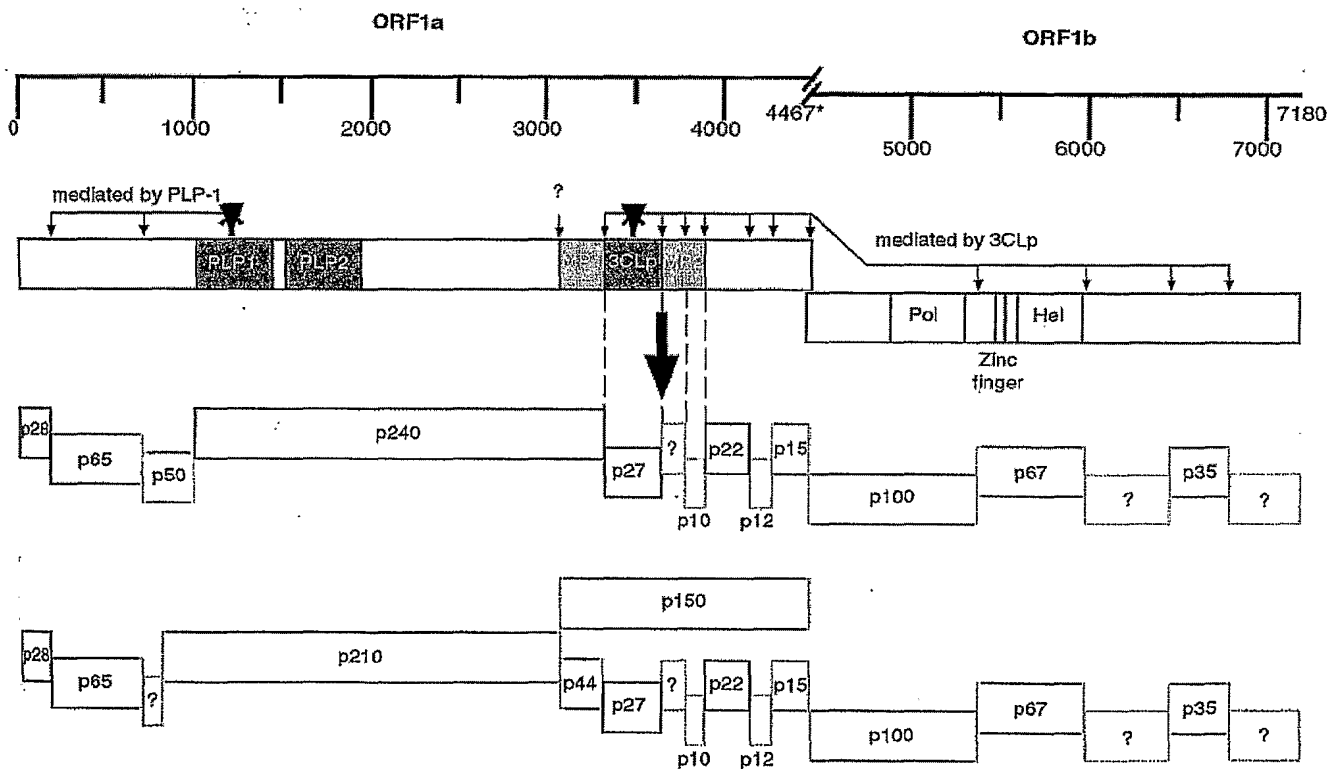 ORF1a
ORF1b
0
1000
2000
3000
4000
4467*
5000
6000
7000
7180
mediated by PLP-1
?
mediated by 3CLp
PLP1
PLP2
3CLp
Pol
Hel
Zinc
finger
p28
p65
p50
p240
p27
?
p10
p22
p12
p15
p100
p67
?
p35
?
p150
p28
p65
?
p210
p44
p27
?
p10
p22
p12
p15
p100
p67
?
p35
?